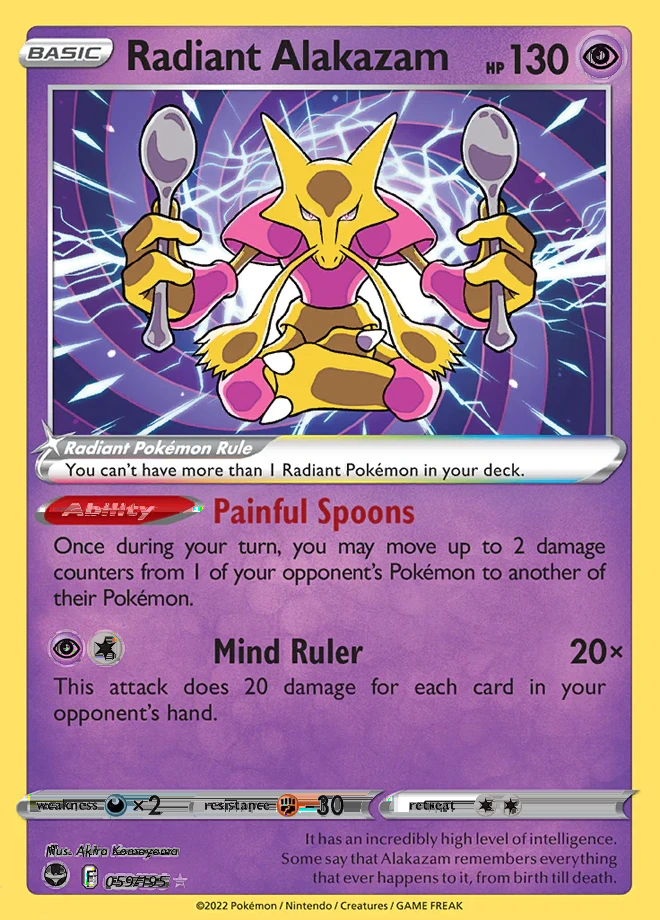 BASIC Radiant Alakazam HP 130
Radiant Pokémon Rule
You can't have more than 1 Radiant Pokémon in your deck.
Ability Painful Spoons
Once during your turn, you may move up to 2 damage
counters from 1 of your opponent's Pokémon to another of
their Pokémon.
Mind Ruler 20×
This attack does 20 damage for each card in your
opponent's hand.
weakness ×2 resistance -30 retreat
It has an incredibly high level of intelligence.
Akira
Some say that Alakazam remembers everything
F 059/195
that ever happens to it, from birth till death.
©2022 Pokémon / Nintendo / Creatures / GAME FREAK